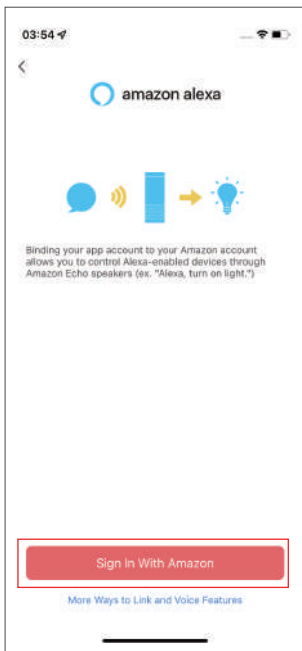 03:54
amazon alexa
Binding your app account to your Amazon account
allows you to control Alexa-enabled devices through
Amazon Echo speakers (ex. "Alexa, turn on light.")
Sign In With Amazon
More Ways to Link and Voice Features